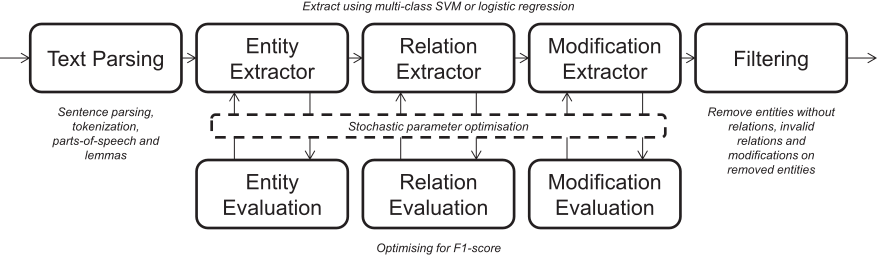 Extract using multi-class SVM or logistic regression
Text Parsing
Entity
Extractor
Relation
Extractor
Modification
Extractor
Filtering
Sentence parsing,
tokenization,
parts-of-speech and
lemmas
Stochastic parameter optimisation
Remove entities without
relations, invalid
relations and
modifications on
removed entities
Entity
Evaluation
Relation
Evaluation
Modification
Evaluation
Optimising for F1-score